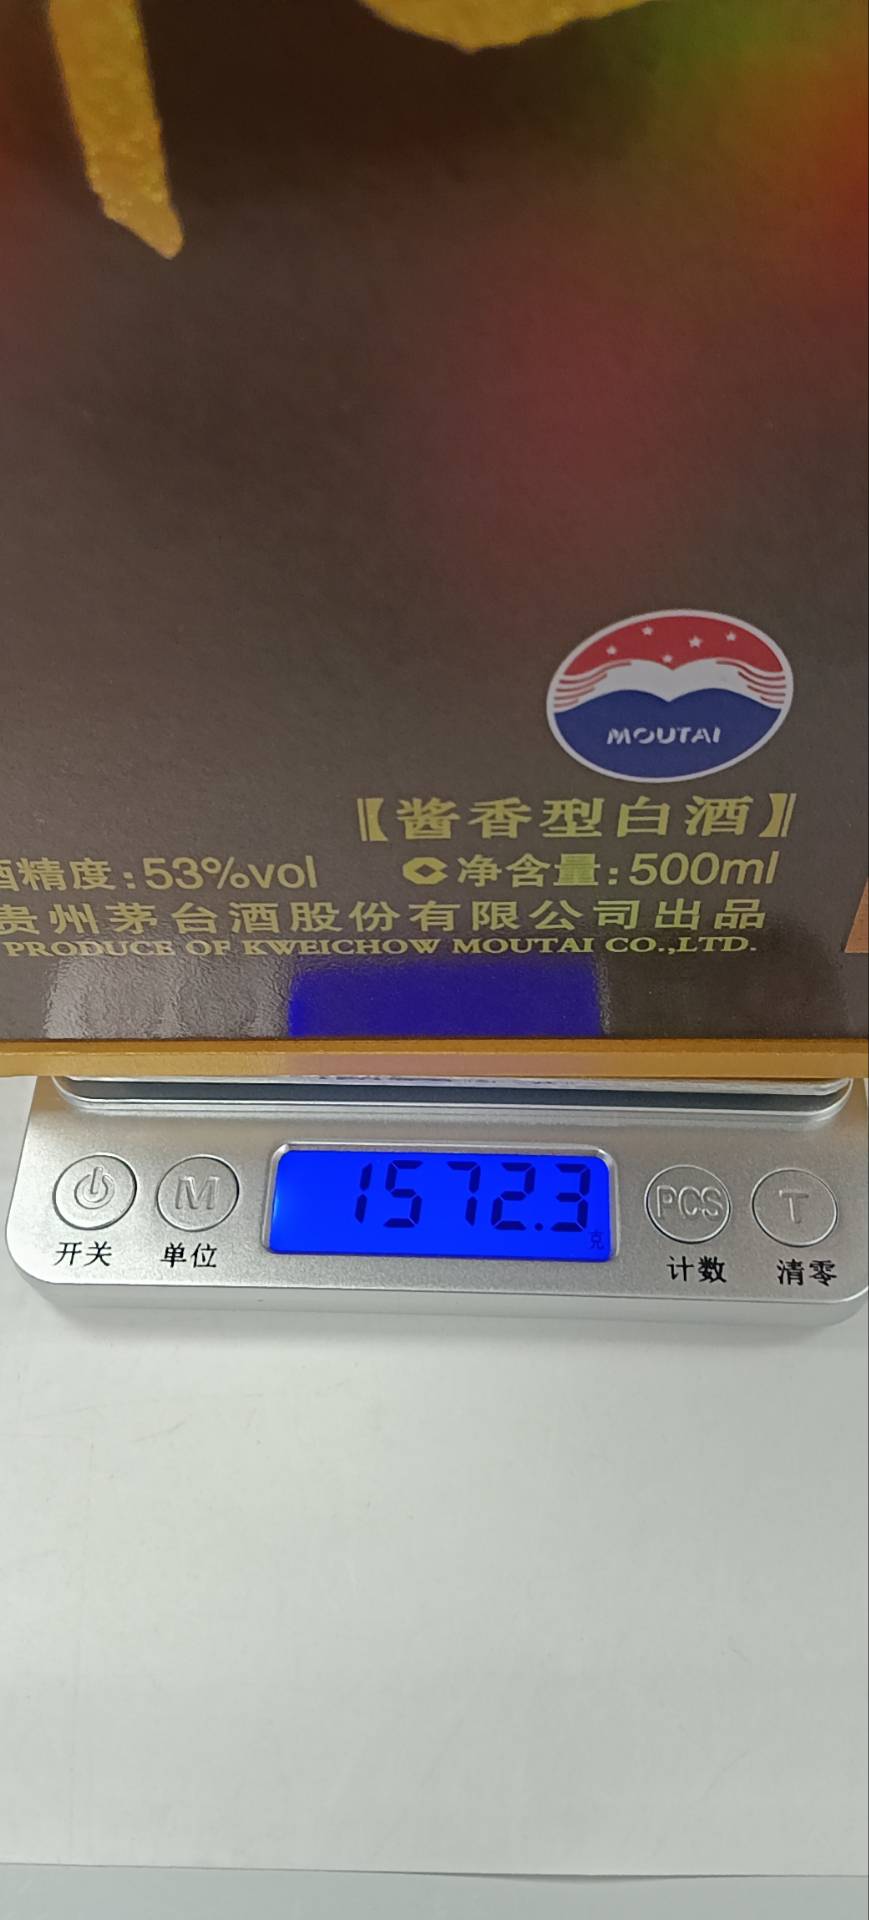 MOUTAI
【酱香型白酒】
酒精度:53%vol 净含量:500ml
贵州茅台酒股份有限公司出品
PRODUCE OF KWEICHOW MOUTAI CO.,LTD.
1572.3
克
M PCS T
开关 单位 计数 清零